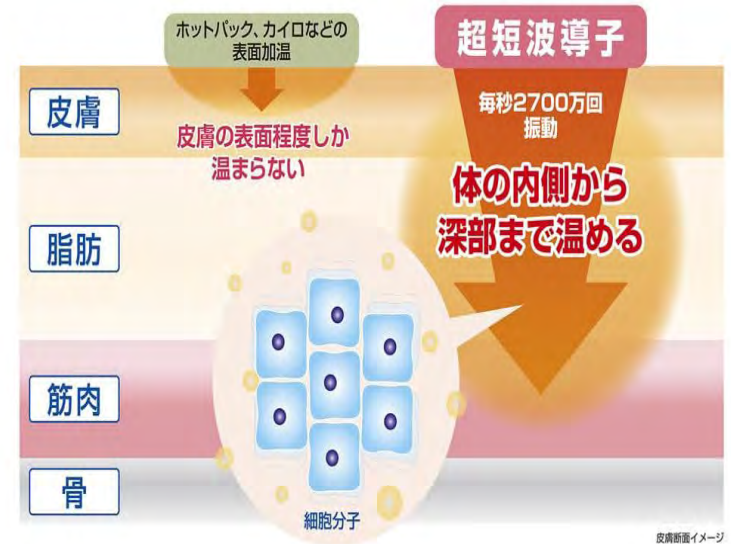 ホットパック、カイロなどの
表面加温
超短波導子
皮膚
毎秒2700万回
振動
皮膚の表面程度しか
温まらない
体の内側から
深部まで温める
脂肪
筋肉
骨
細胞分子
皮膚断面イメージ